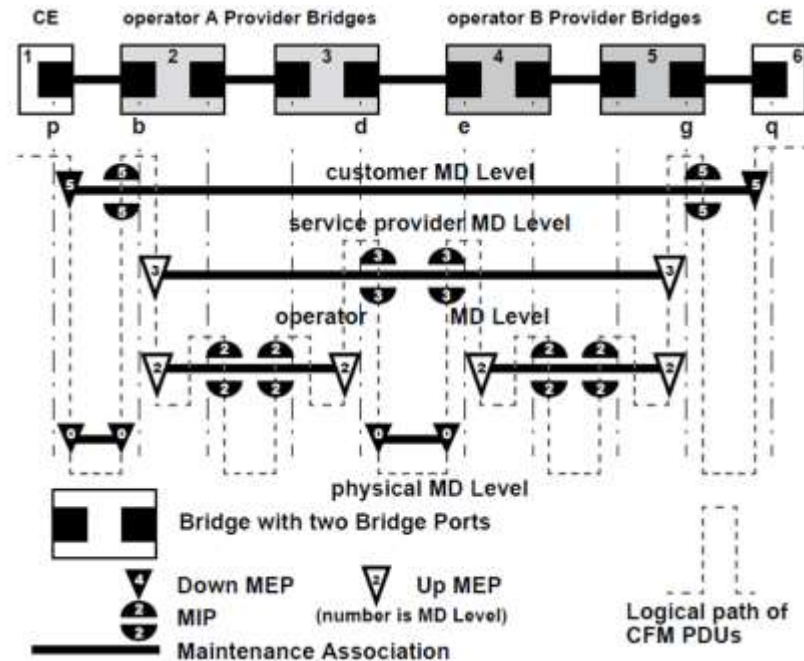 CE operator A Provider Bridges operator B Provider Bridges CE
1 2 3 4 5 6
p b d e g q
5 5 customer MD Level 5 5
5 5
service provider MD Level
3 3 3 3
3 3
operator MD Level
2 2 2 2 2 2 2 2
2 2 2 2
0 0 0 0
physical MD Level
Bridge with two Bridge Ports
4 Down MEP 2 Up MEP
2 MIP (number is MD Level)
2
Maintenance Association
Logical path of
CFM PDUs